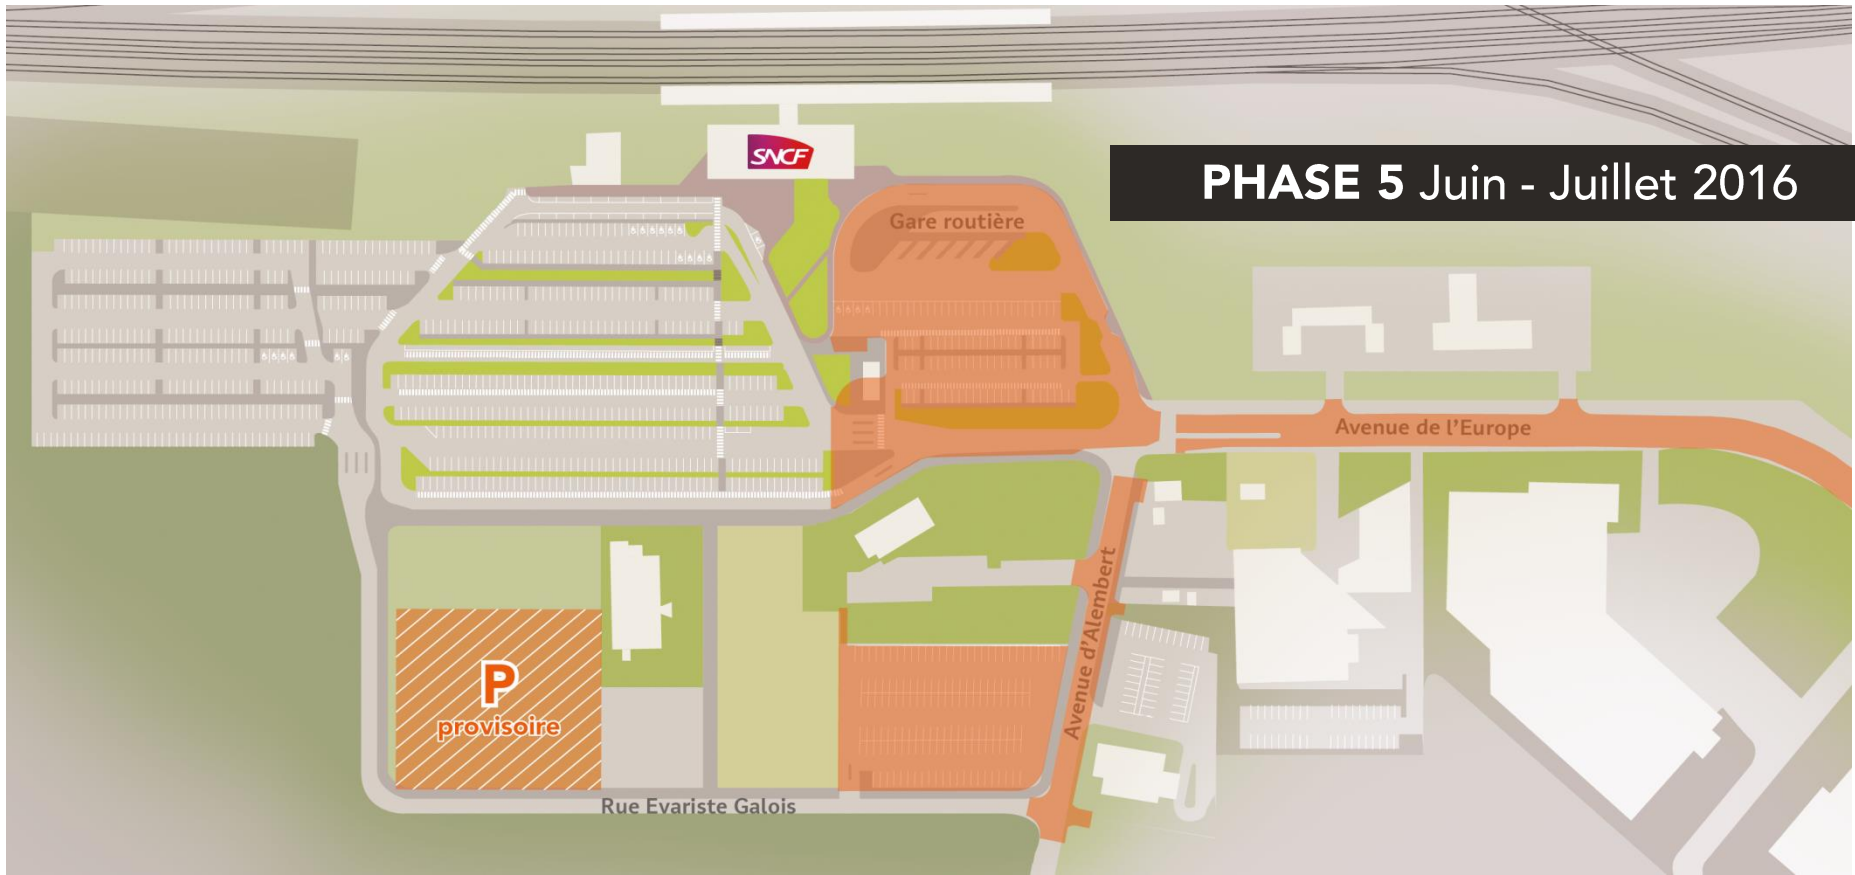 SNCF
PHASE 5 Juin - Juillet 2016
Gare routière
Avenue de l'Europe
Avenue d'Alembert
P
provisoire
Rue Evariste Galois